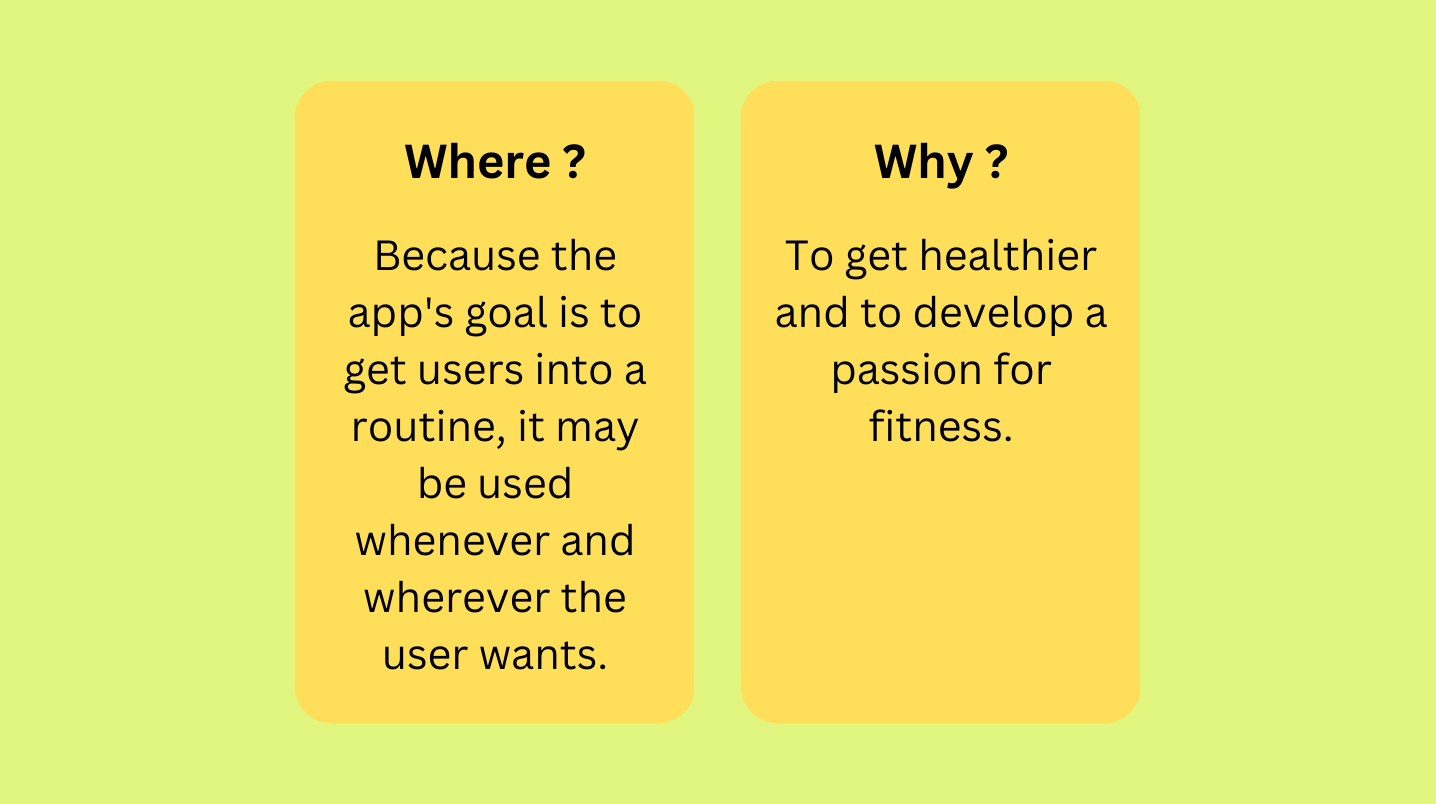 Where ?
Because the
app's goal is to
get users into a
routine, it may
be used
whenever and
wherever the
user wants.
Why ?
To get healthier
and to develop a
passion for
fitness.